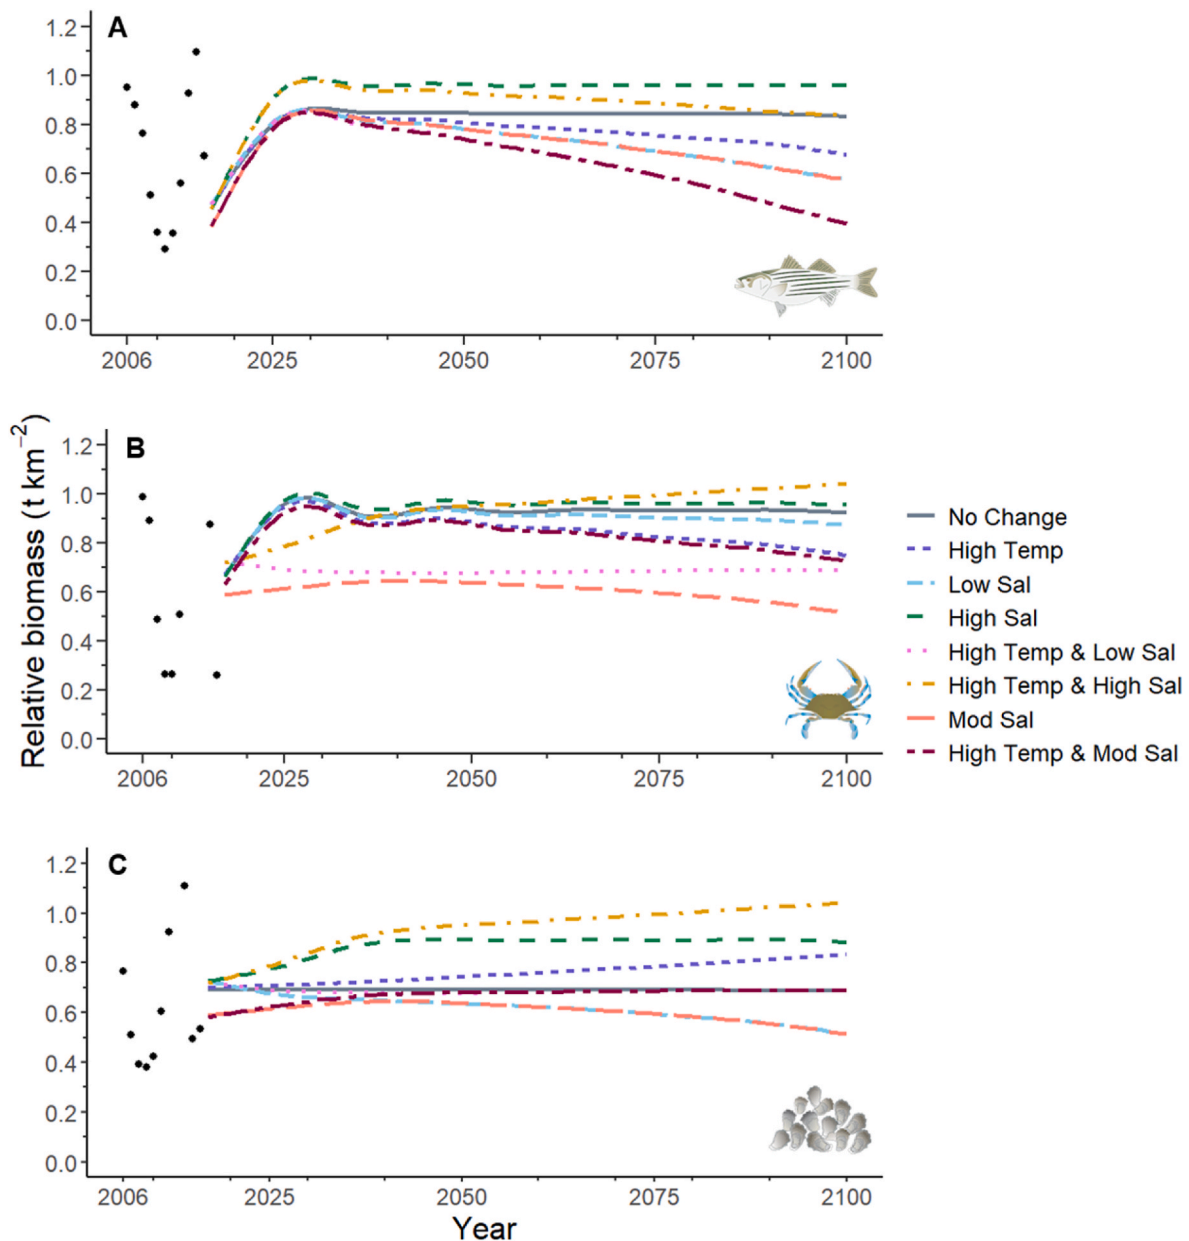 A
1.2
1.0
0.8
0.6
0.4
0.2
0.0
2006 2025 2050 2075 2100
Relative biomass (t km⁻²)
B
1.2
1.0
0.8
0.6
0.4
0.2
0.0
2006 2025 2050 2075 2100
No Change
High Temp
Low Sal
High Sal
High Temp & Low Sal
High Temp & High Sal
Mod Sal
High Temp & Mod Sal
C
1.2
1.0
0.8
0.6
0.4
0.2
0.0
2006 2025 2050 2075 2100
Year